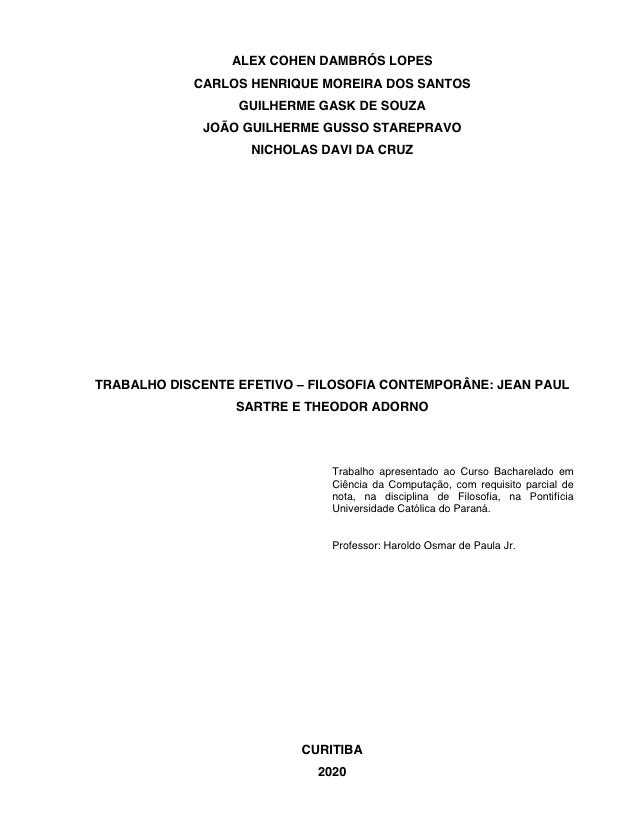 ALEX COHEN DAMBRÓS LOPES
CARLOS HENRIQUE MOREIRA DOS SANTOS
GUILHERME GASK DE SOUZA
JOÃO GUILHERME GUSSO STAREPRAVO
NICHOLAS DAVI DA CRUZ
TRABALHO DISCENTE EFETIVO – FILOSOFIA CONTEMPORÂNE: JEAN PAUL
SARTRE E THEODOR ADORNO
Trabalho apresentado ao Curso Bacharelado em
Ciência da Computação, com requisito parcial de
nota, na disciplina de Filosofia, na Pontifícia
Universidade Católica do Paraná.
Professor: Haroldo Osmar de Paula Jr.
CURITIBA
2020